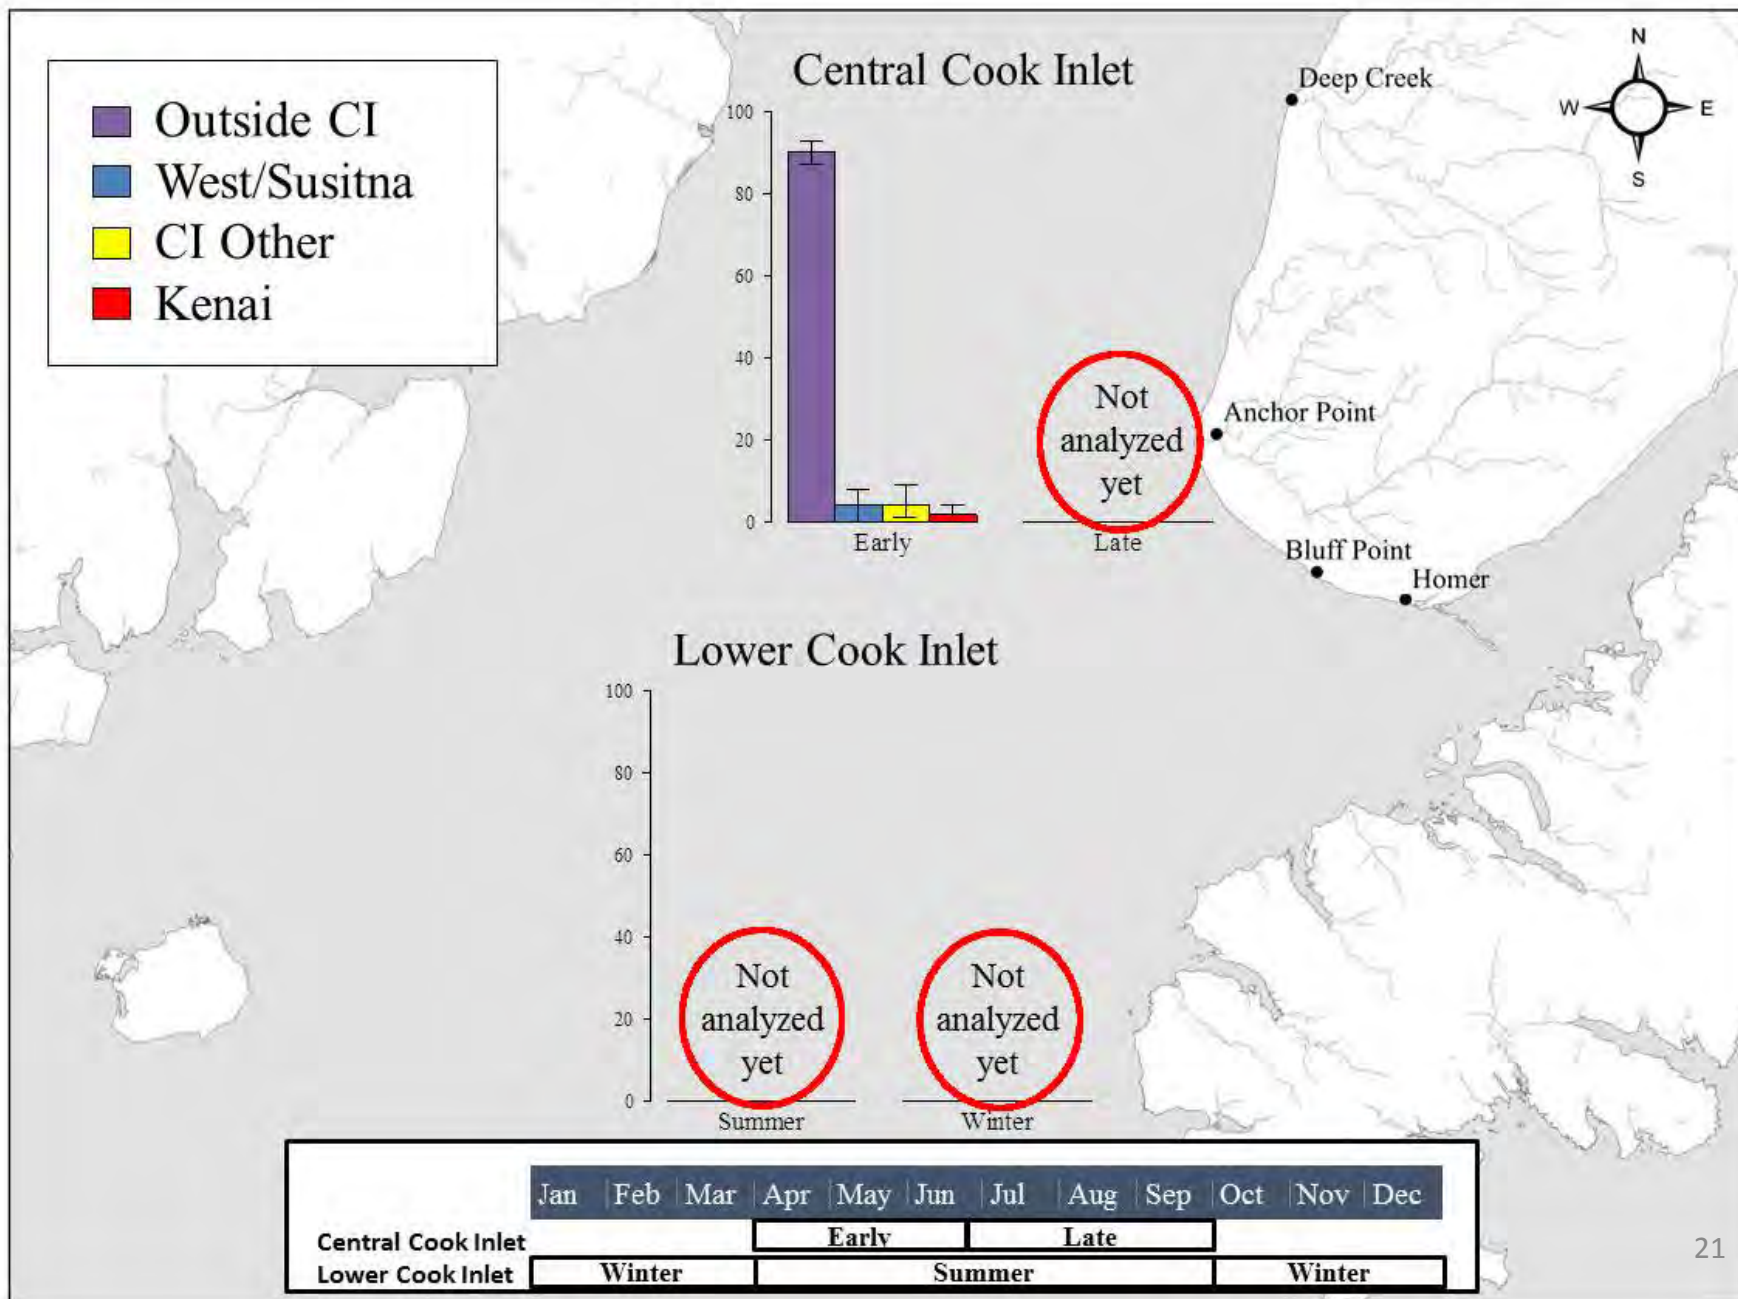 Outside CI
West/Susitna
CI Other
Kenai
Central Cook Inlet
100
80
60
40
20
0
Early
Not
analyzed
yet
Late
Deep Creek
N
W
E
S
Anchor Point
Bluff Point
Homer
Lower Cook Inlet
100
80
60
40
20
0
Not
analyzed
yet
Summer
Not
analyzed
yet
Winter
Jan Feb Mar Apr May Jun Jul Aug Sep Oct Nov Dec
Central Cook Inlet Early Late
Lower Cook Inlet Winter Summer Winter
21